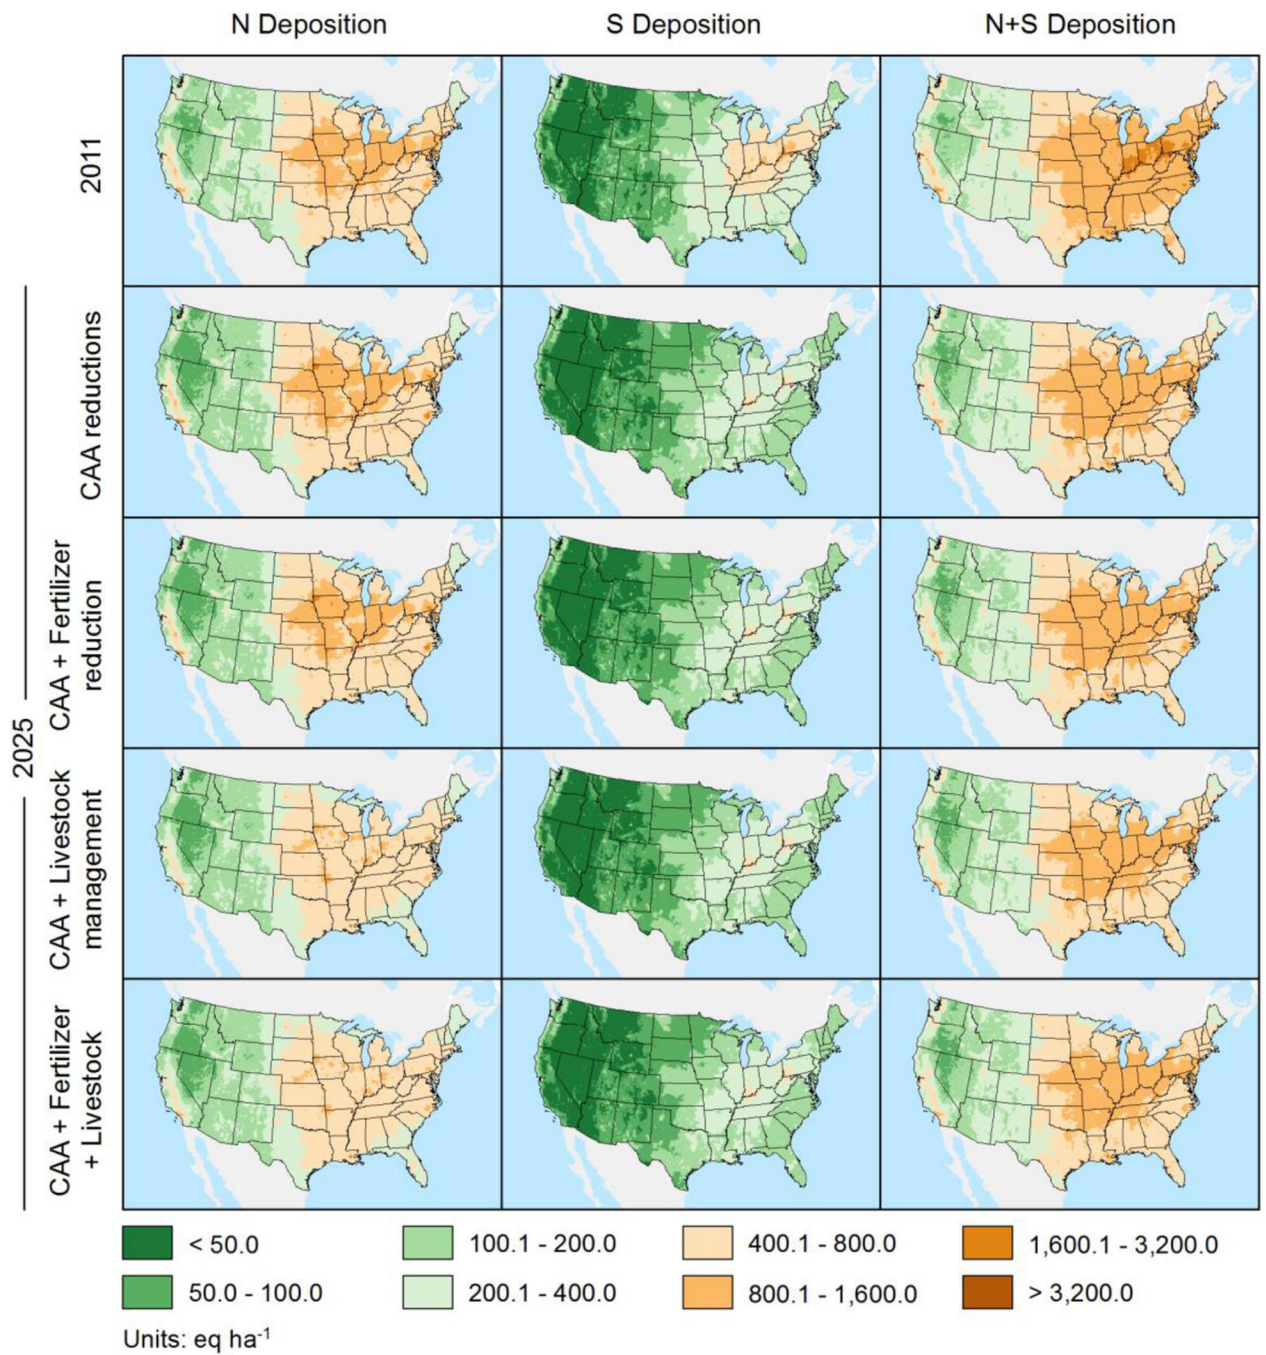 N Deposition
S Deposition
N+S Deposition
2011
2025
CAA reductions
CAA + Fertilizer
reduction
CAA + Livestock
management
CAA + Fertilizer
+ Livestock
< 50.0
100.1 - 200.0
400.1 - 800.0
1,600.1 - 3,200.0
50.0 - 100.0
200.1 - 400.0
800.1 - 1,600.0
> 3,200.0
Units: eq ha⁻¹